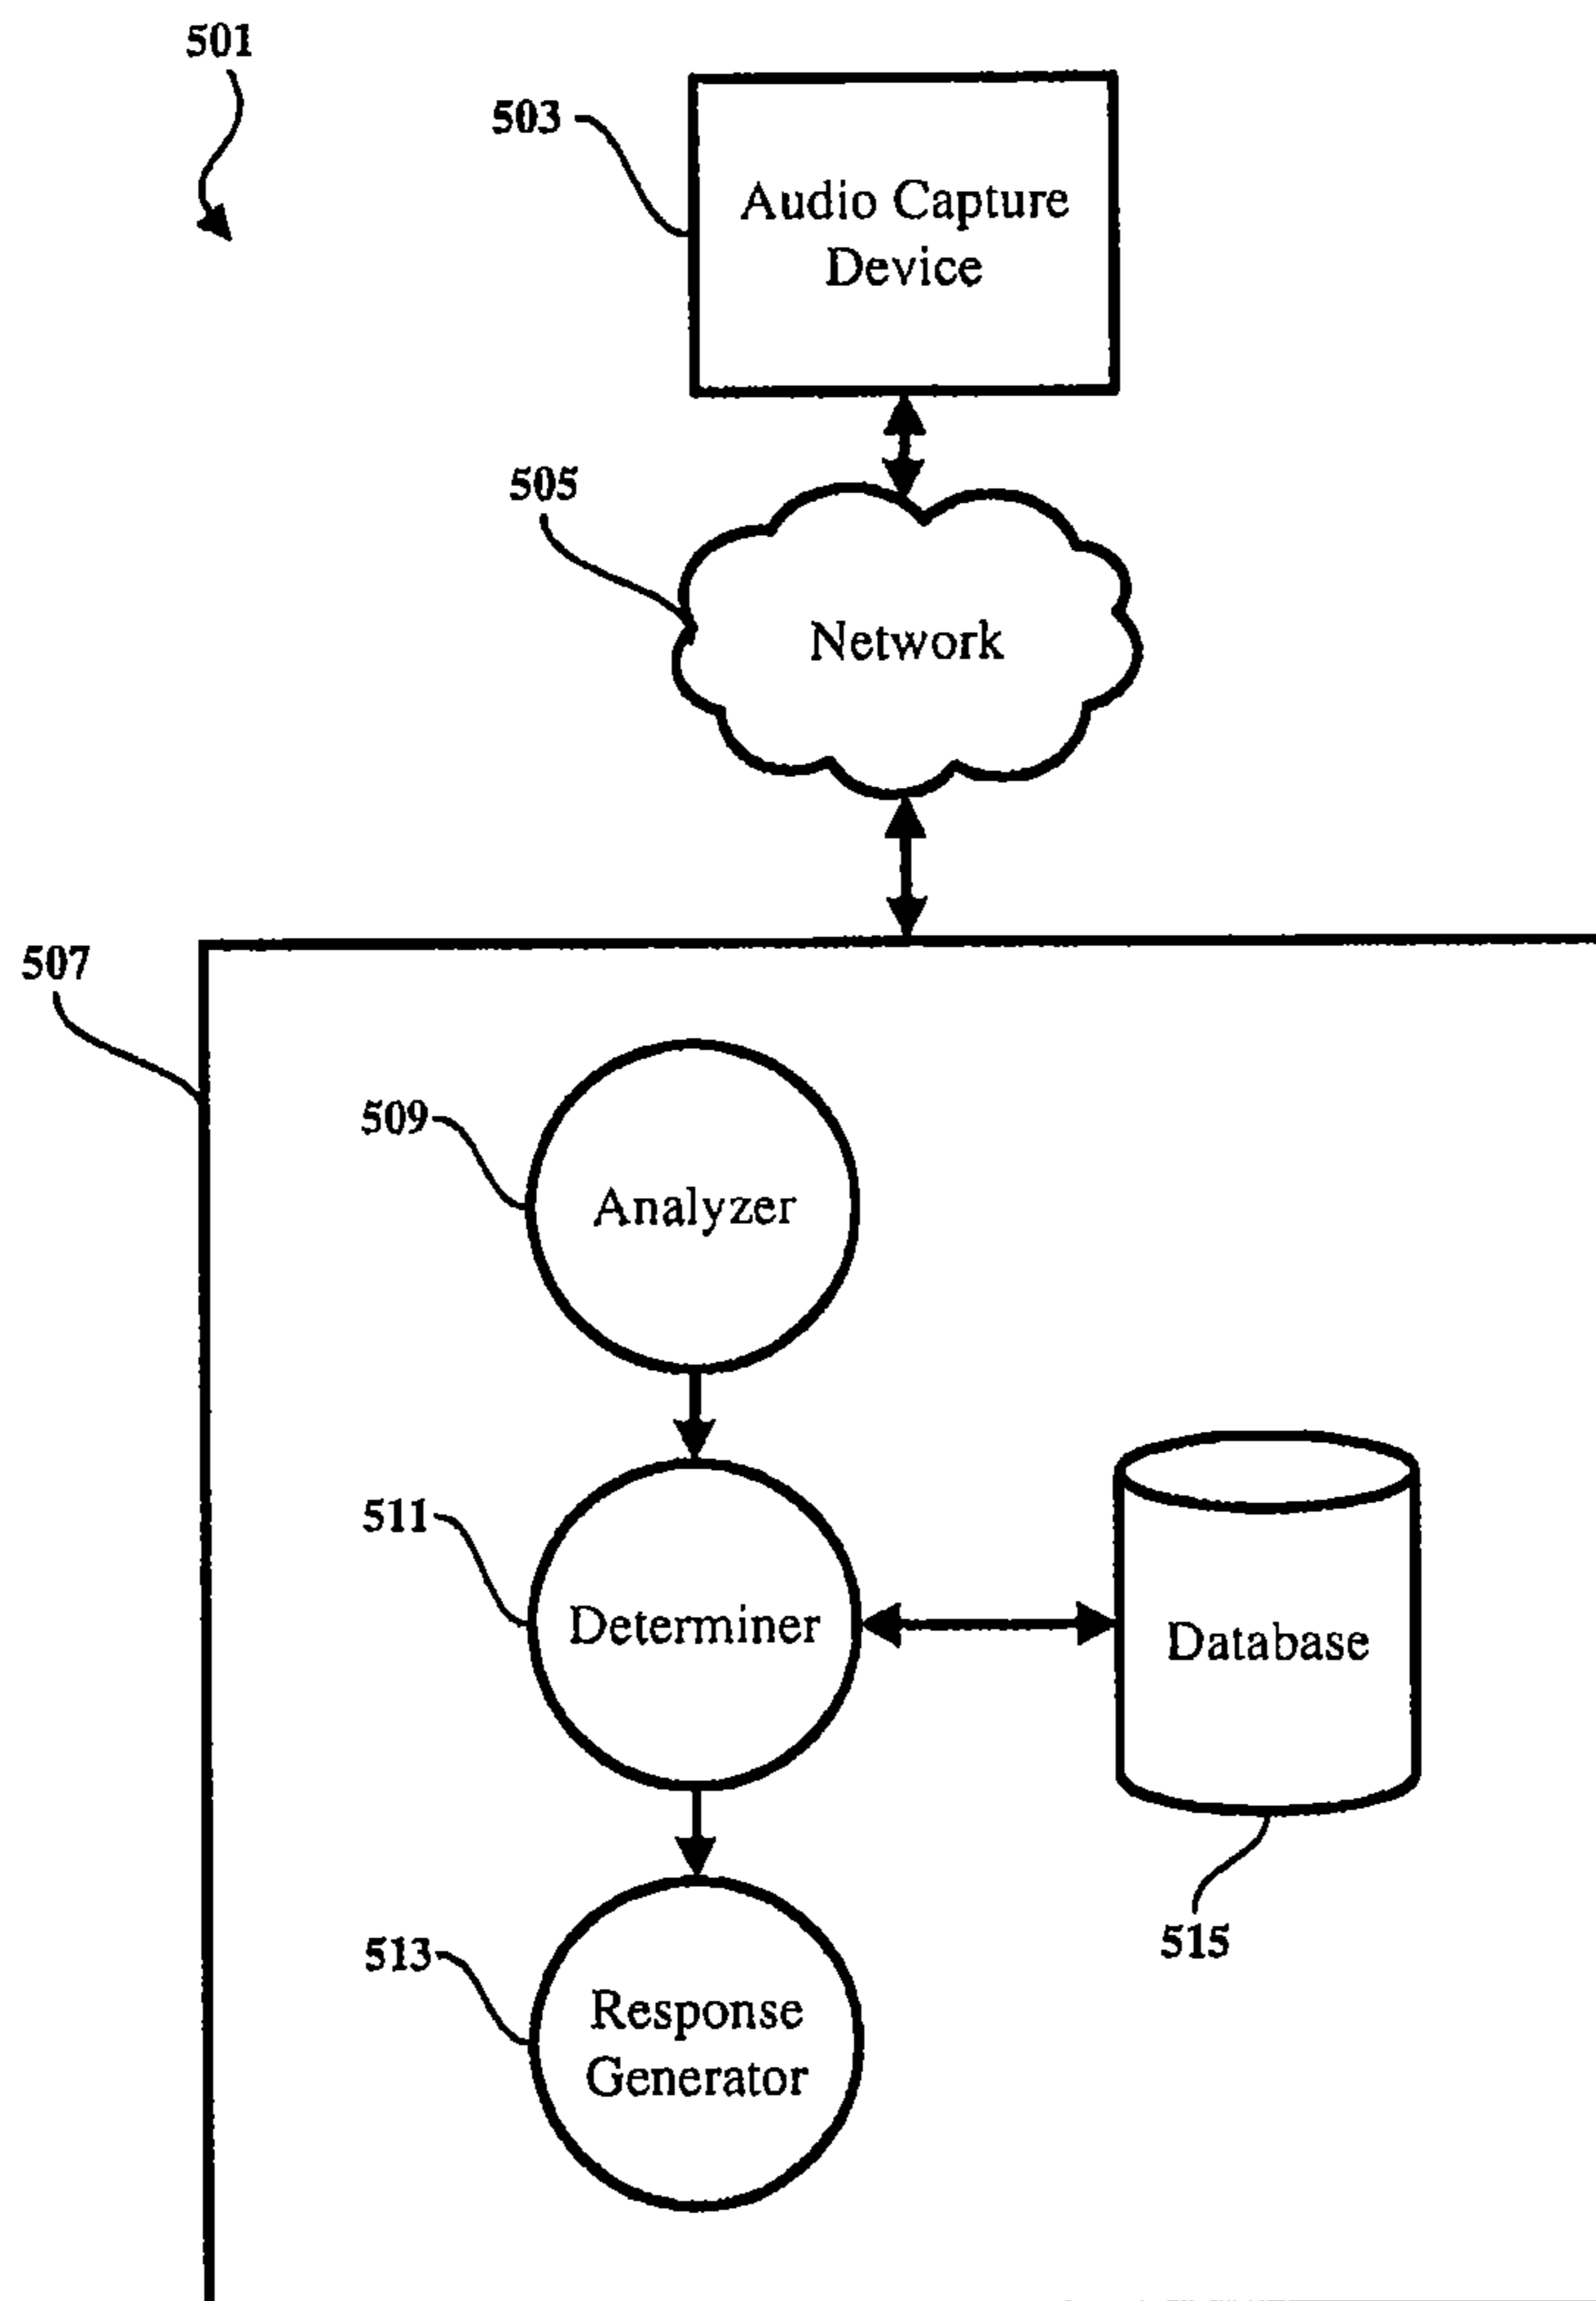 501
503
Audio Capture
Device
505
Network
507
509
Analyzer
511
Determiner
Database
513
515
Response
Generator